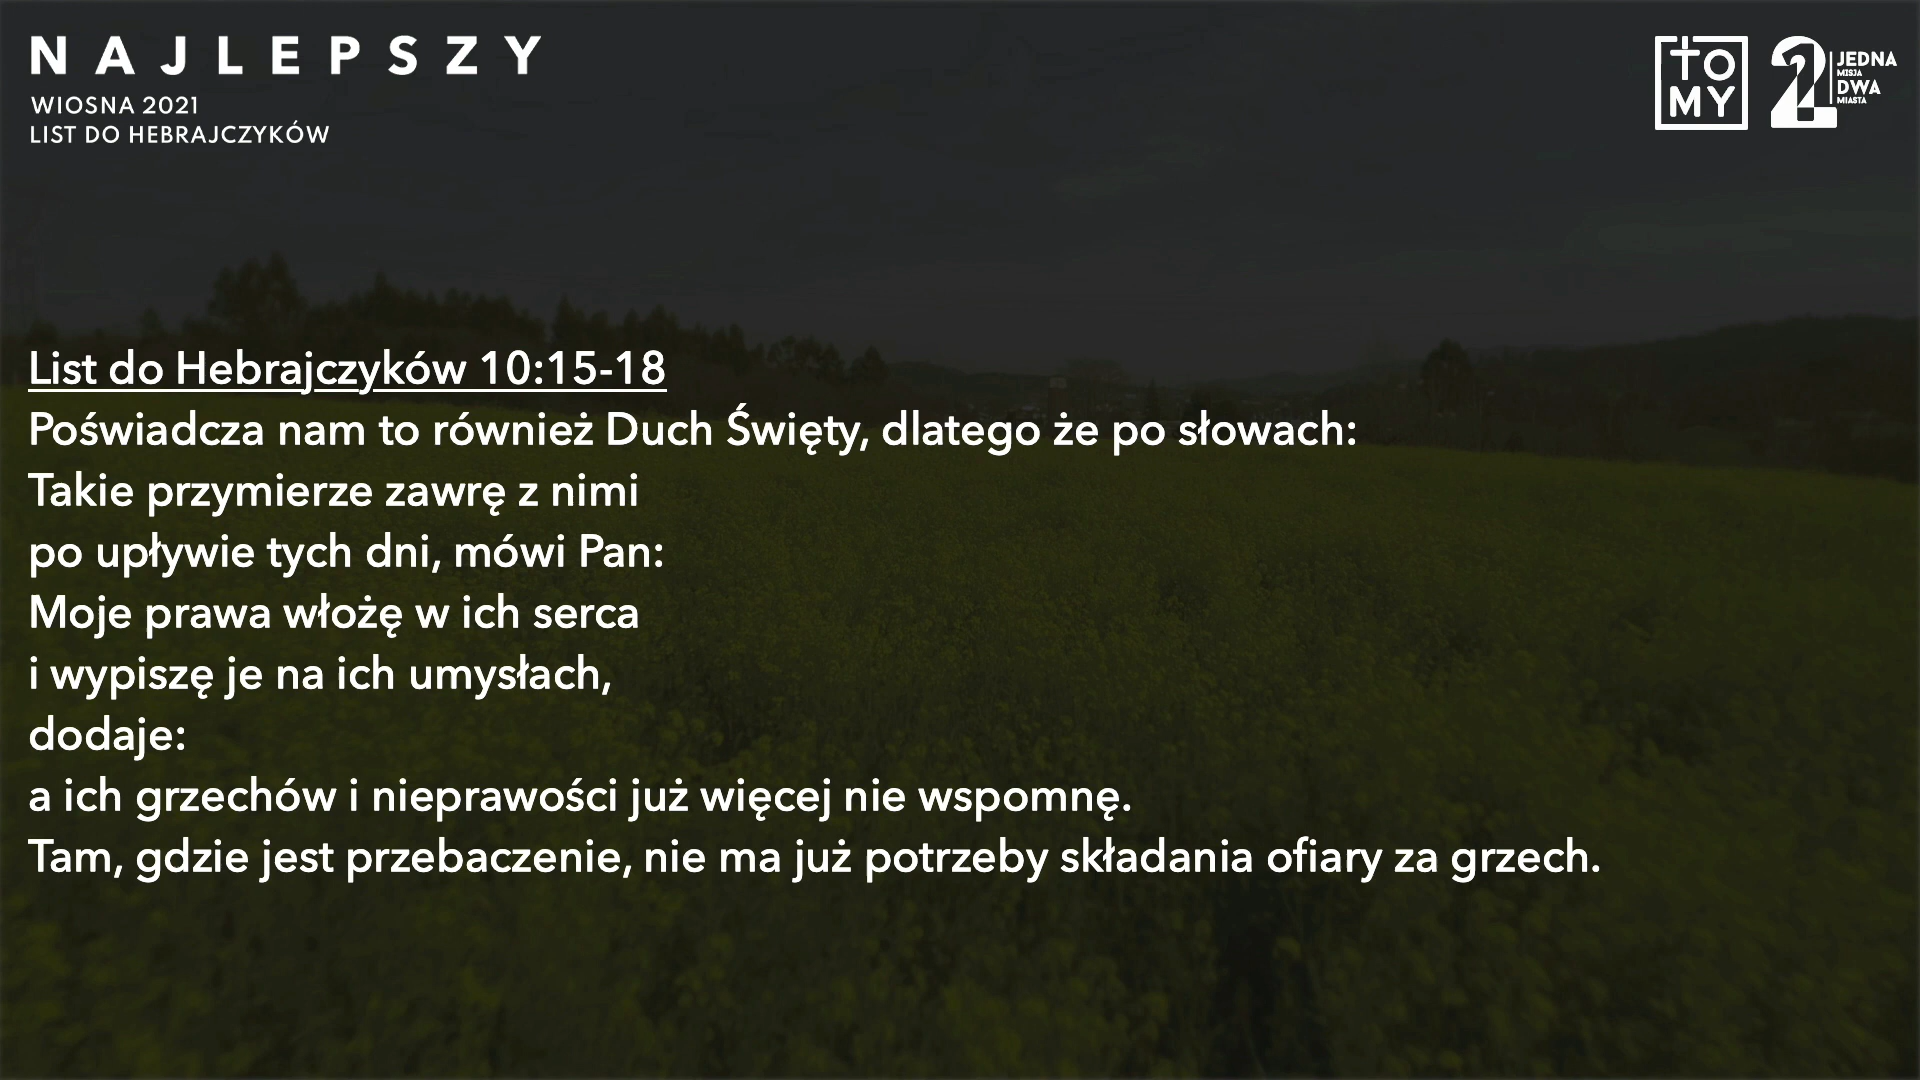 NAJLEPSZY
WIOSNA 2021
LIST DO HEBRAJCZYKÓW
TO
MY
2
JEDNA
MISJA
DWA
MIASTA
List do Hebrajczyków 10:15-18
Poświadcza nam to również Duch Święty, dlatego że po słowach:
Takie przymierze zawrę z nimi
po upływie tych dni, mówi Pan:
Moje prawa włożę w ich serca
i wypiszę je na ich umysłach,
dodaje:
a ich grzechów i nieprawości już więcej nie wspomnę.
Tam, gdzie jest przebaczenie, nie ma już potrzeby składania ofiary za grzech.